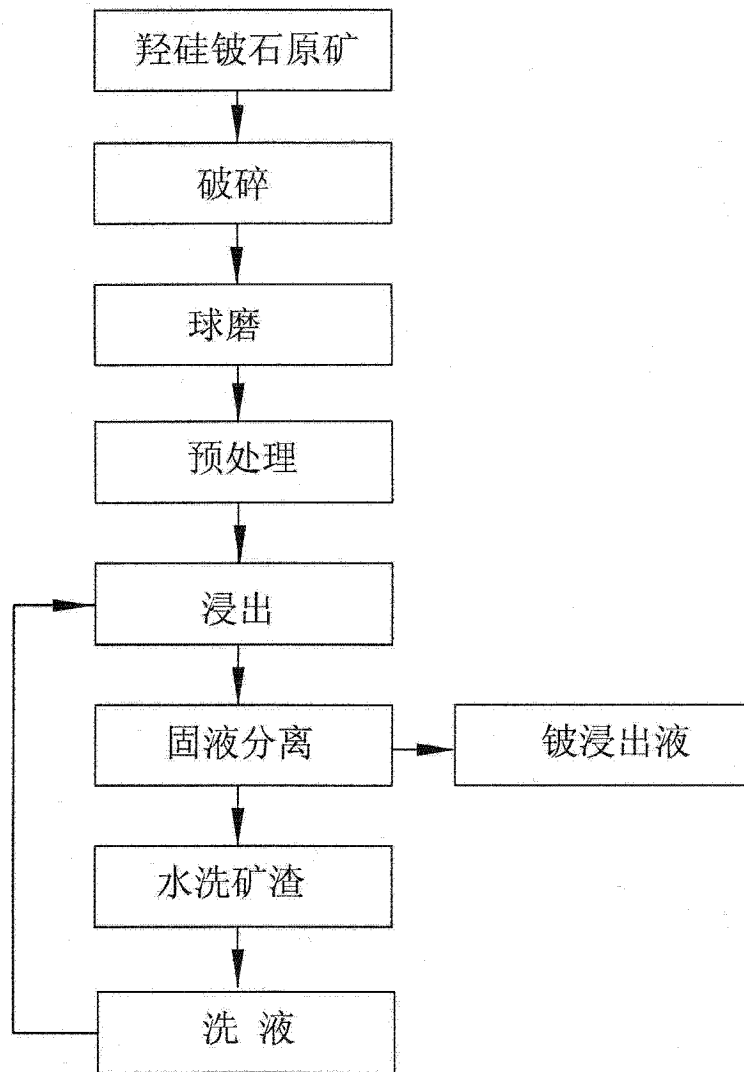 羟硅铍石原矿
破碎
球磨
预处理
浸出
固液分离
铍浸出液
水洗矿渣
洗 液